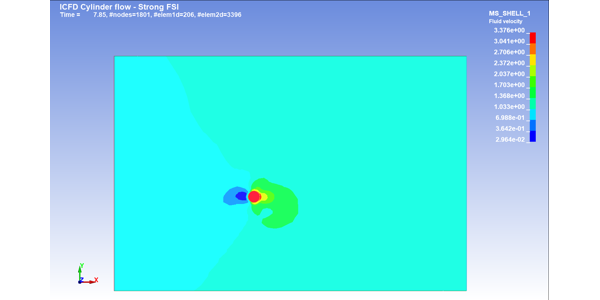 ICFD Cylinder flow - Strong FSI
Time = 7.85, #nodes=1801, #elem1d=206, #elem2d=3396
MS_SHELL_1
Fluid velocity
3.376e+00
3.041e+00
2.706e+00
2.372e+00
2.037e+00
1.703e+00
1.368e+00
1.033e+00
6.988e-01
3.642e-01
2.964e-02
Y
Z
X